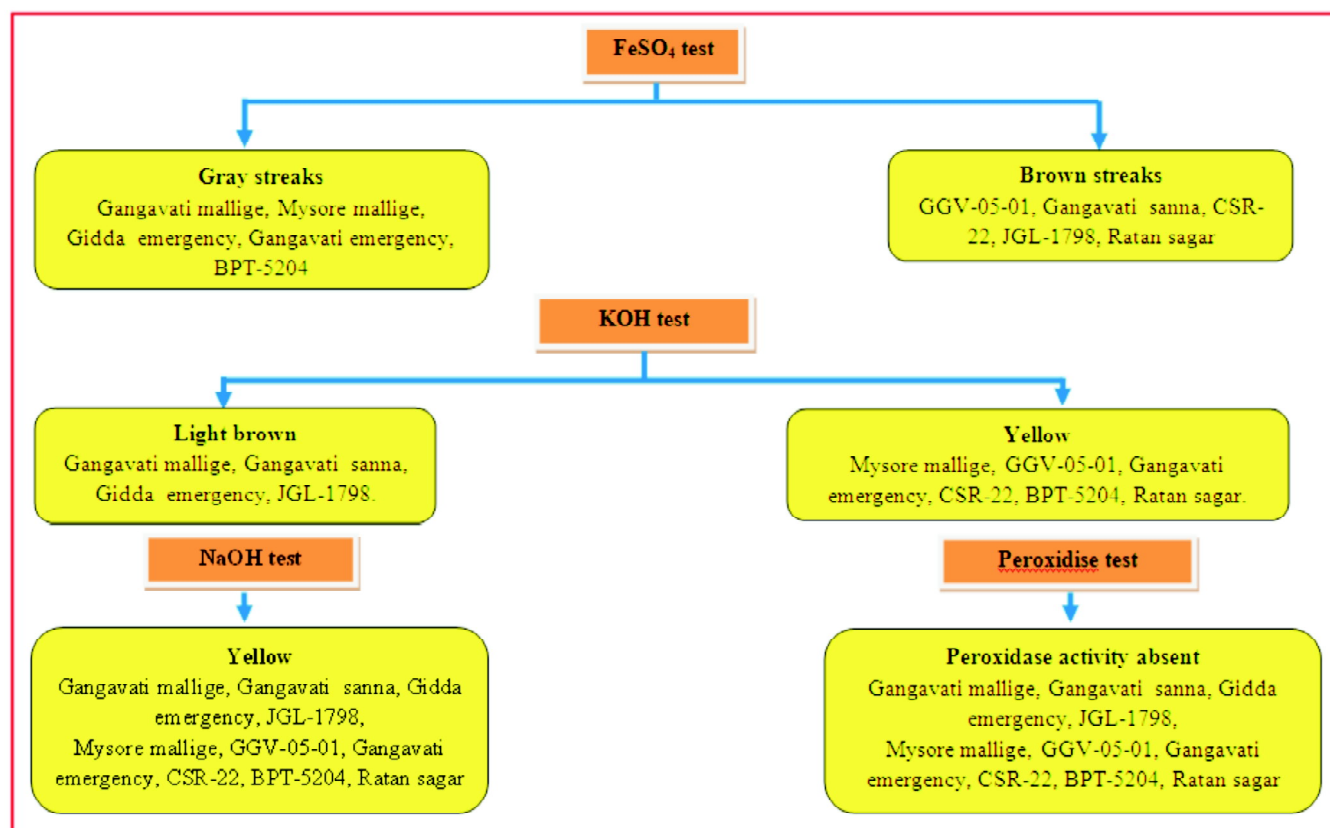 FeSO₄ test
Gray streaks
Gangavati mallige, Mysore mallige,
Gidda emergency, Gangavati emergency,
BPT-5204
Brown streaks
GGV-05-01, Gangavati sanna, CSR-
22, JGL-1798, Ratan sagar
KOH test
Light brown
Gangavati mallige, Gangavati sanna,
Gidda emergency, JGL-1798.
Yellow
Mysore mallige, GGV-05-01, Gangavati
emergency, CSR-22, BPT-5204, Ratan sagar.
NaOH test
Yellow
Gangavati mallige, Gangavati sanna, Gidda
emergency, JGL-1798,
Mysore mallige, GGV-05-01, Gangavati
emergency, CSR-22, BPT-5204, Ratan sagar
Peroxidise test
Peroxidase activity absent
Gangavati mallige, Gangavati sanna, Gidda
emergency, JGL-1798,
Mysore mallige, GGV-05-01, Gangavati
emergency, CSR-22, BPT-5204, Ratan sagar